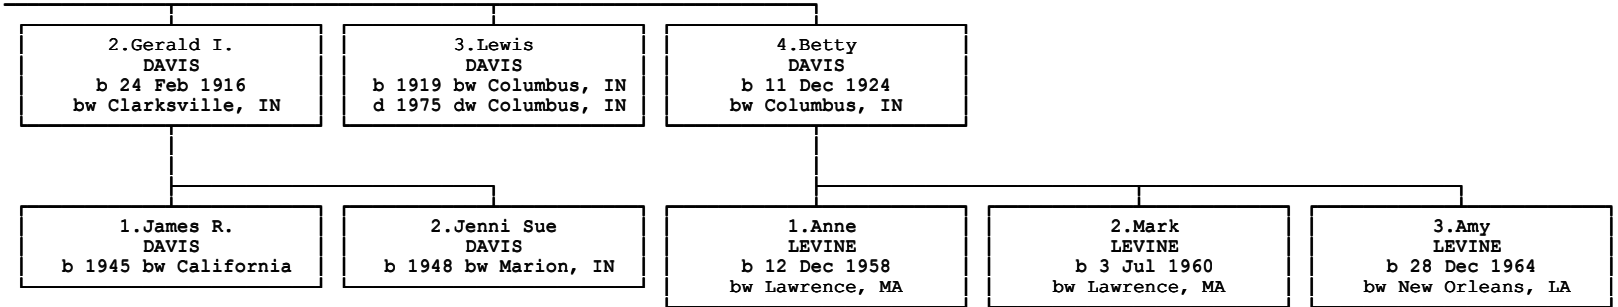 2.Gerald I.
DAVIS
b 24 Feb 1916
bw Clarksville, IN
3.Lewis
DAVIS
b 1919 bw Columbus, IN
d 1975 dw Columbus, IN
4.Betty
DAVIS
b 11 Dec 1924
bw Columbus, IN
1.James R.
DAVIS
b 1945 bw California
2.Jenni Sue
DAVIS
b 1948 bw Marion, IN
1.Anne
LEVINE
b 12 Dec 1958
bw Lawrence, MA
2.Mark
LEVINE
b 3 Jul 1960
bw Lawrence, MA
3.Amy
LEVINE
b 28 Dec 1964
bw New Orleans, LA